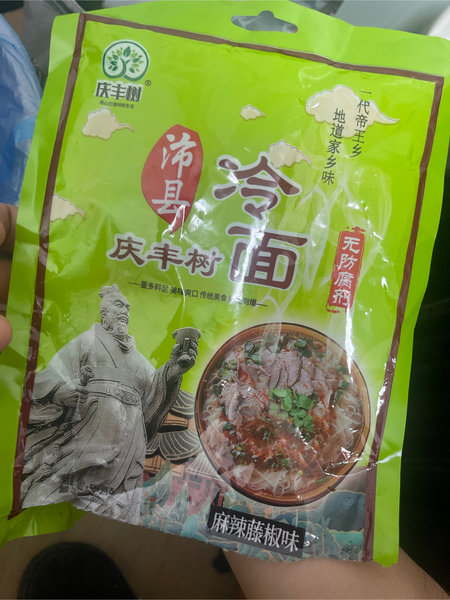 庆丰树®
一代帝王乡
地道家乡味
沛县
冷面
庆丰树
无防腐剂
麻辣藤椒味